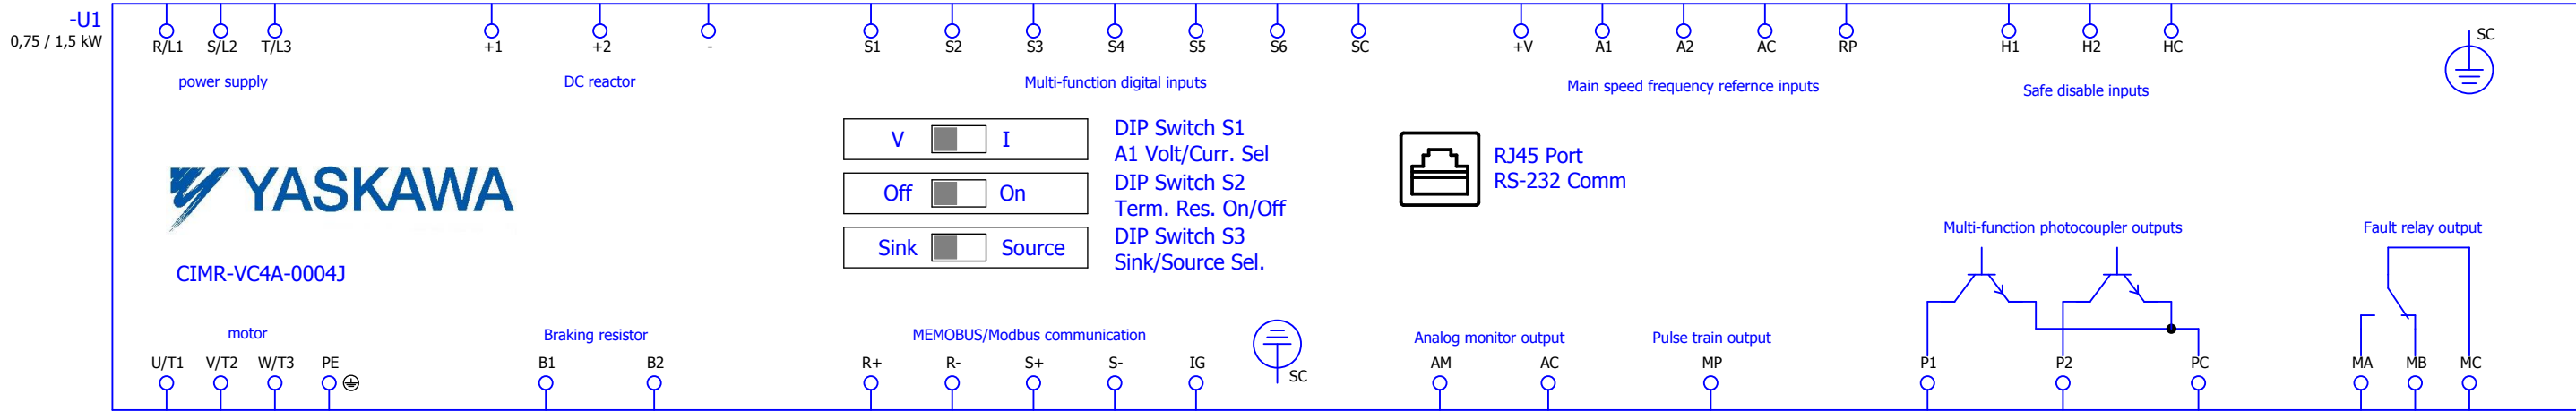 -U1
0,75 / 1,5 kW
R/L1 S/L2 T/L3 +1 +2 - S1 S2 S3 S4 S5 S6 SC +V A1 A2 AC RP H1 H2 HC SC
power supply DC reactor Multi-function digital inputs Main speed frequency refernce inputs Safe disable inputs
V I DIP Switch S1
A1 Volt/Curr. Sel
Off On DIP Switch S2
Term. Res. On/Off
Sink Source DIP Switch S3
Sink/Source Sel.
RJ45 Port
RS-232 Comm
YASKAWA
CIMR-VC4A-0004J
Multi-function photocoupler outputs Fault relay output
motor Braking resistor MEMOBUS/Modbus communication Analog monitor output Pulse train output
U/T1 V/T2 W/T3 PE B1 B2 R+ R- S+ S- IG SC AM AC MP P1 P2 PC MA MB MC